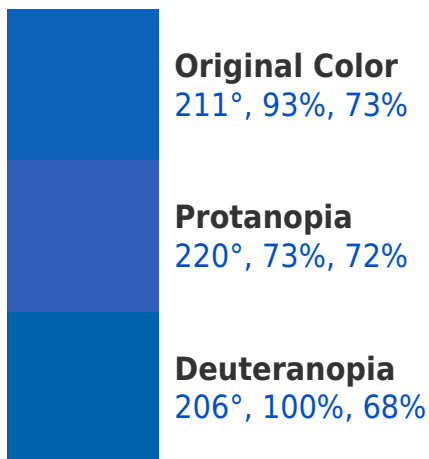 Original Color
211°, 93%, 73%
Protanopia
220°, 73%, 72%
Deuteranopia
206°, 100%, 68%